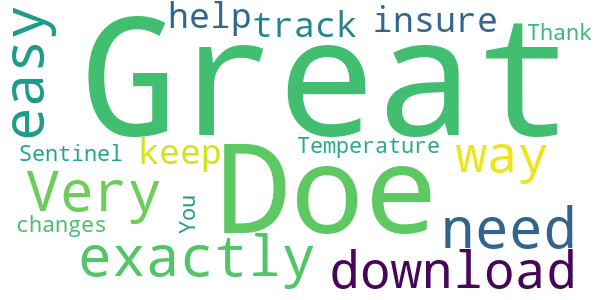 help track insure Thank
easy Great
Sentinel keep Doe Temperature way
Very
changes You need
exactly download